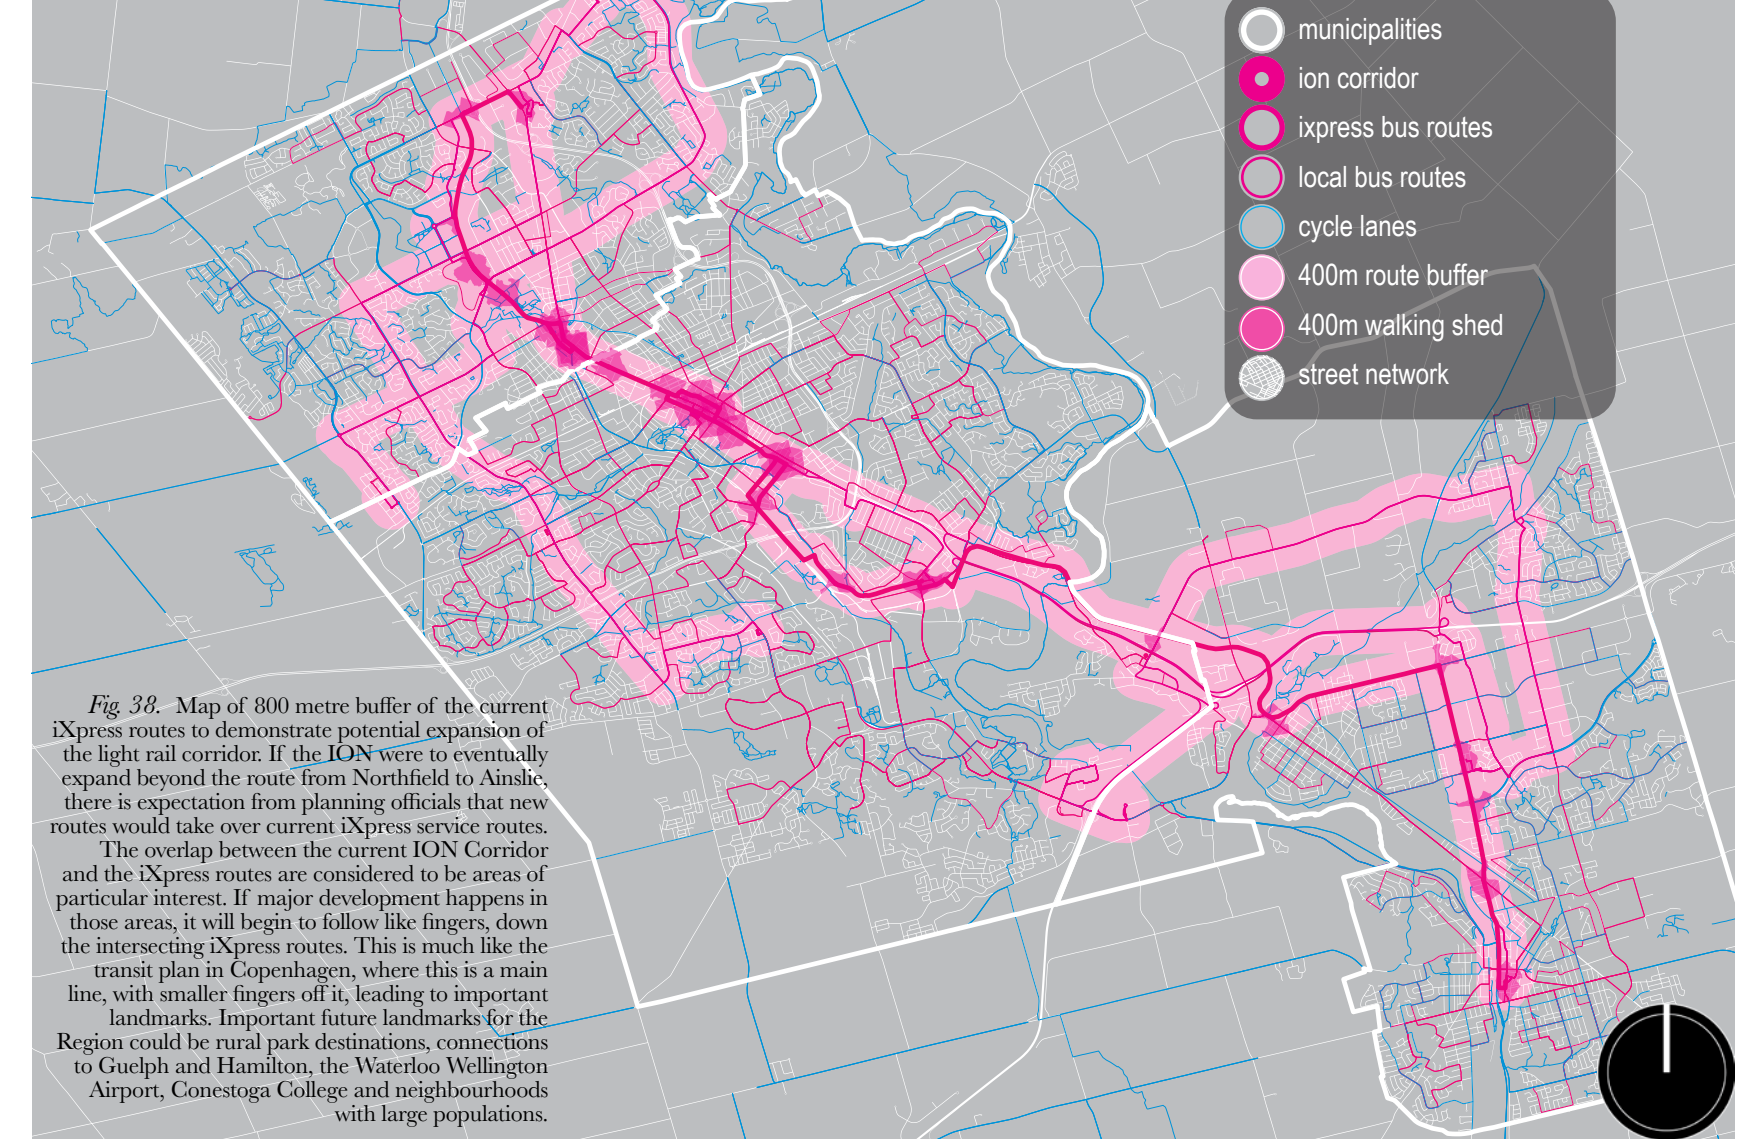 municipalities
ion corridor
ixpress bus routes
local bus routes
cycle lanes
400m route buffer
400m walking shed
street network
Fig. 38. Map of 800 metre buffer of the current
iXpress routes to demonstrate potential expansion of
the light rail corridor. If the ION were to eventually
expand beyond the route from Northfield to Ainslie,
there is expectation from planning officials that new
routes would take over current iXpress service routes.
The overlap between the current ION Corridor
and the iXpress routes are considered to be areas of
particular interest. If major development happens in
those areas, it will begin to follow like fingers, down
the intersecting iXpress routes. This is much like the
transit plan in Copenhagen, where this is a main
line, with smaller fingers off it, leading to important
landmarks. Important future landmarks for the
Region could be rural park destinations, connections
to Guelph and Hamilton, the Waterloo Wellington
Airport, Conestoga College and neighbourhoods
with large populations.